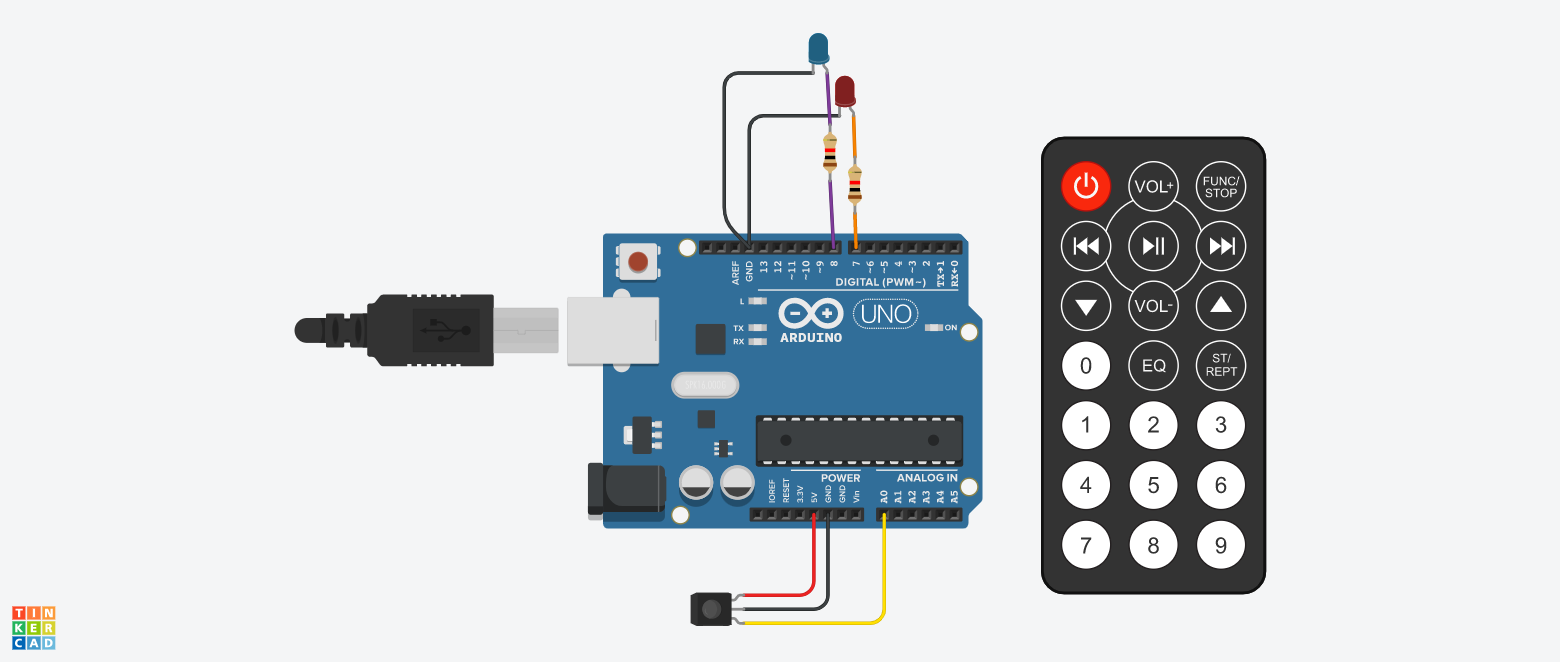 AREF
GND
13
12
~11
~10
~9
8
7
~6
~5
4
~3
2
TX→1
RX←0
DIGITAL (PWM~)
L
TX
RX
UNO
ON
ARDUINO
POWER
ANALOG IN
IOREF
RESET
3.3V
5V
GND
GND
Vin
A0
A1
A2
A3
A4
A5
VOL+
FUNC/
STOP
VOL-
0
EQ
ST/
REPT
1 2 3
4 5 6
7 8 9
TIN
KER
CAD